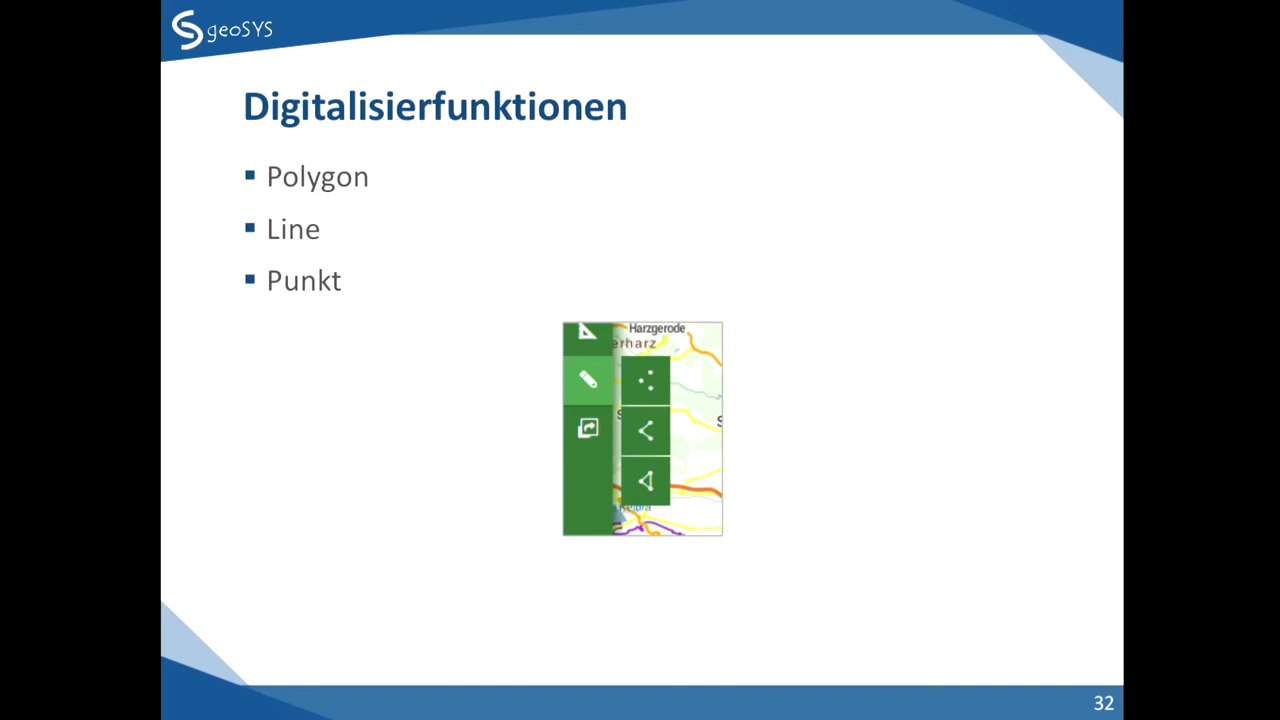 geoSYS
Digitalisierfunktionen
Polygon
Line
Punkt
Harzgerode
erharz
32